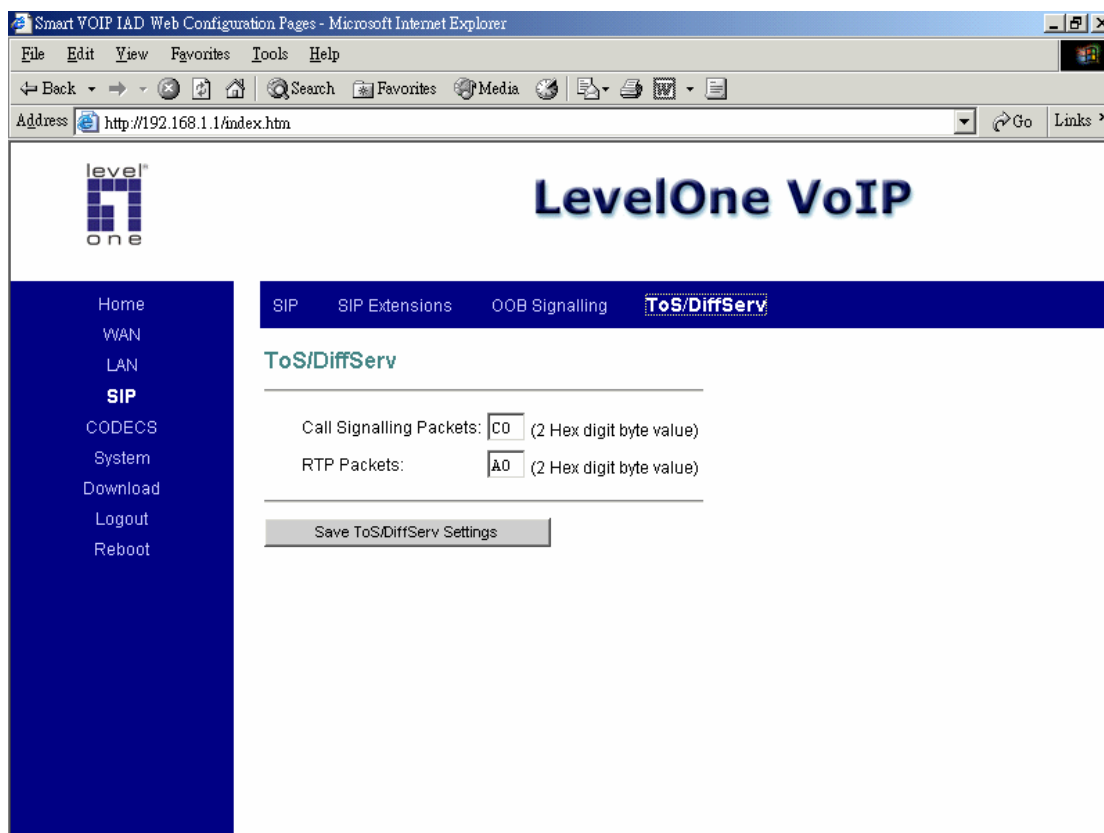 Smart VOIP IAD Web Configuration Pages - Microsoft Internet Explorer
File Edit View Favorites Tools Help
Back Search Favorites Media
Address http://192.168.1.1/index.htm Go Links
level
one
LevelOne VoIP
Home
WAN
LAN
SIP
CODECS
System
Download
Logout
Reboot
SIP SIP Extensions OOB Signalling ToS/DiffServ
ToS/DiffServ
Call Signalling Packets: C0 (2 Hex digit byte value)
RTP Packets: A0 (2 Hex digit byte value)
Save ToS/DiffServ Settings